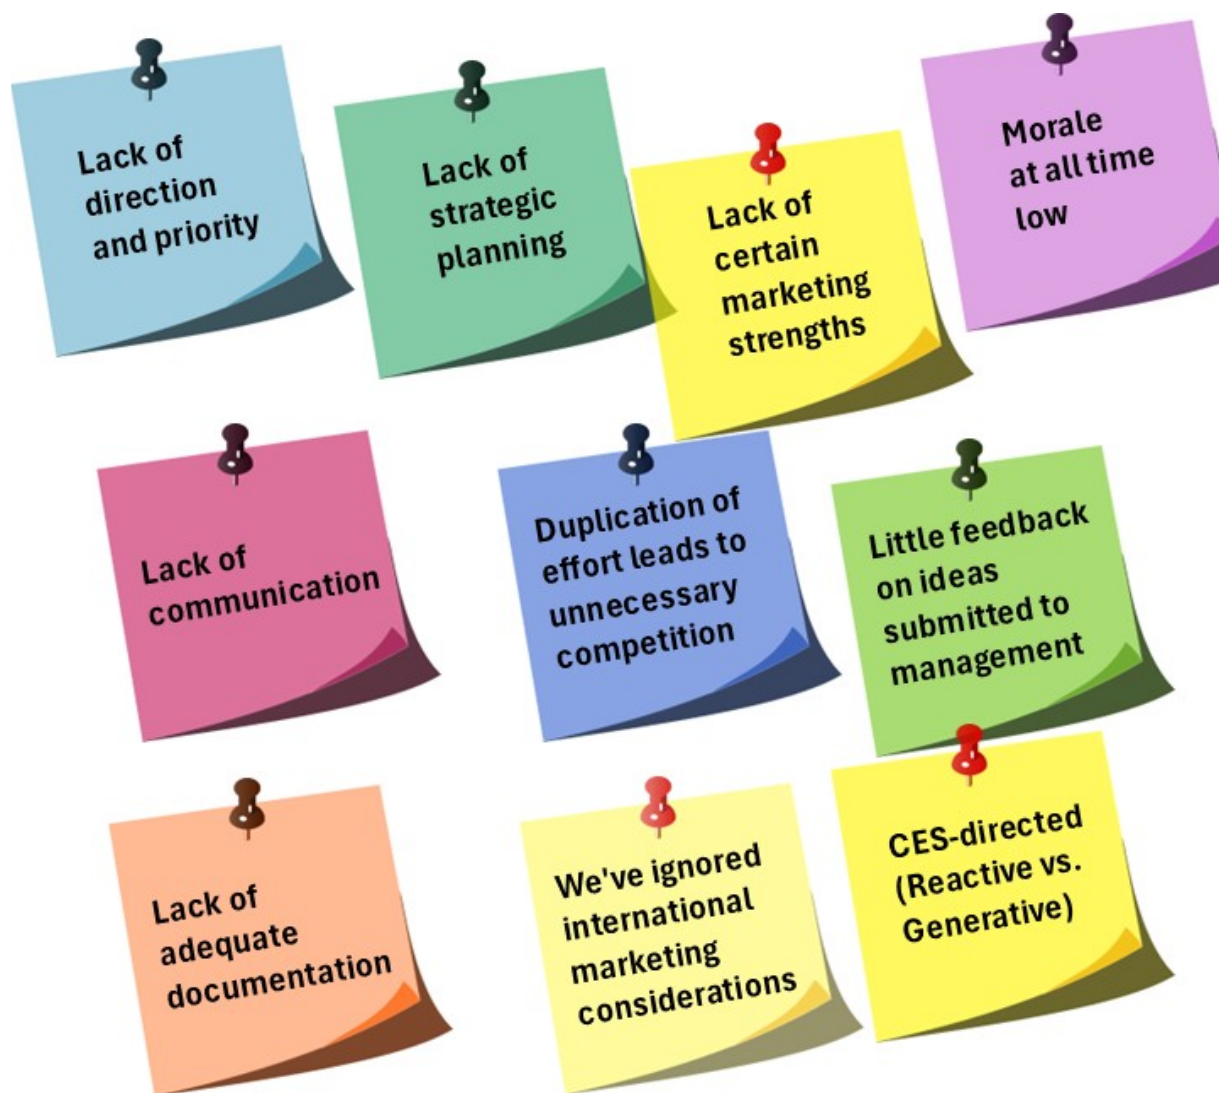 Lack of
direction
and priority
Lack of
strategic
planning
Lack of
certain
marketing
strengths
Morale
at all time
low
Lack of
communication
Duplication of
effort leads to
unnecessary
competition
Little feedback
on ideas
submitted to
management
Lack of
adequate
documentation
We've ignored
international
marketing
considerations
CES-directed
(Reactive vs.
Generative)